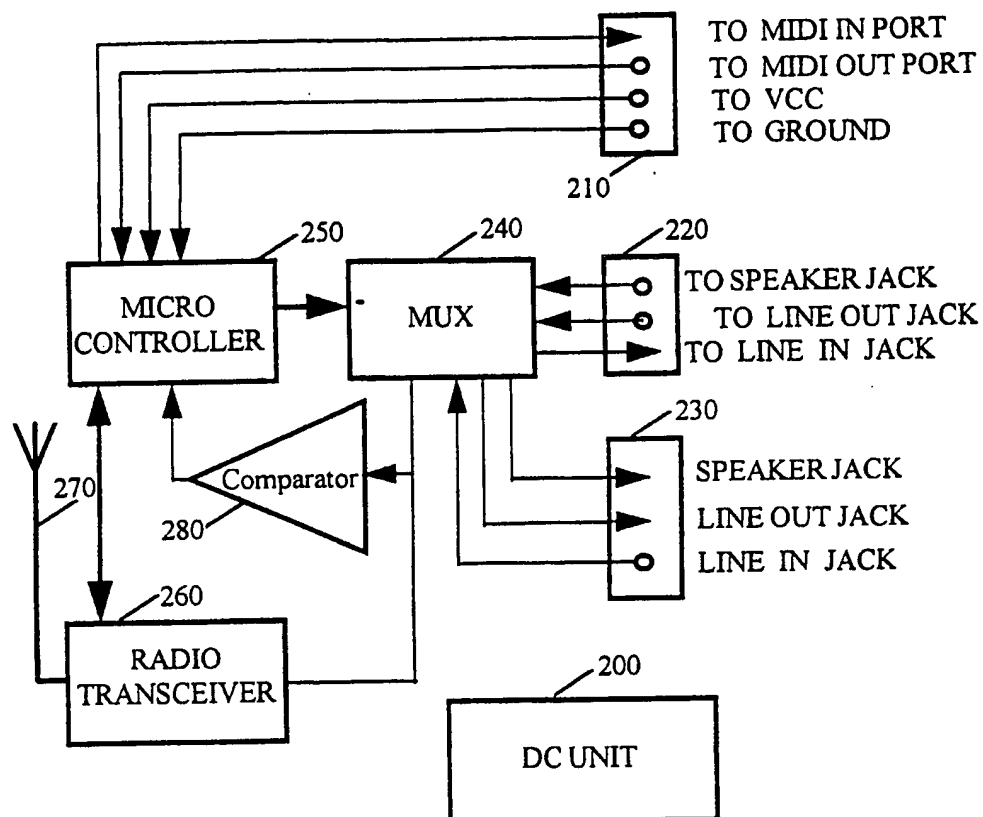 TO MIDI IN PORT
TO MIDI OUT PORT
TO VCC
TO GROUND
210
250
240
220
MICRO
CONTROLLER
MUX
TO SPEAKER JACK
TO LINE OUT JACK
TO LINE IN JACK
230
270
Comparator
280
SPEAKER JACK
LINE OUT JACK
LINE IN JACK
260
RADIO
TRANSCEIVER
200
DC UNIT